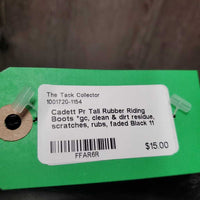 The Tack Collector
1001720-1154
Cadett Pr Tall Rubber Riding
Boots *gc, clean & dirt residue,
scratches, rubs, faded Black 11
$15.00
FFAR6R